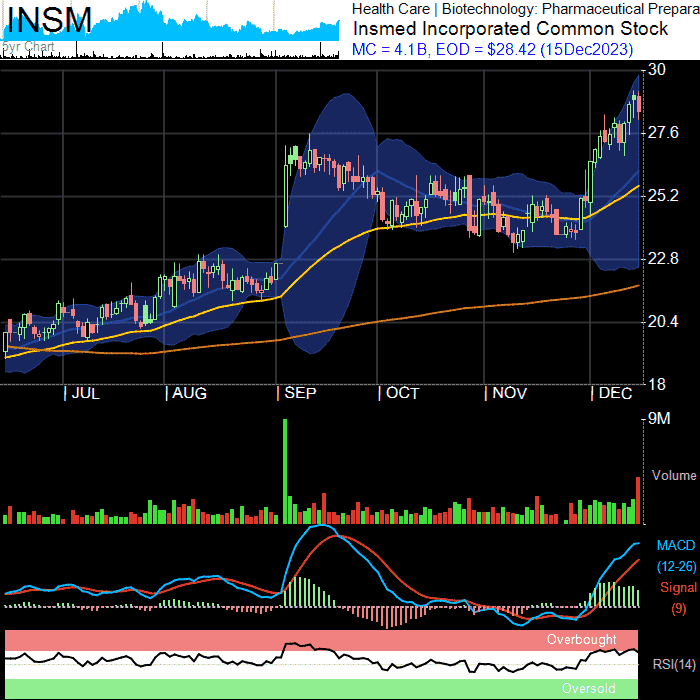 INSM
5yr Chart
Health Care | Biotechnology: Pharmaceutical Prepara
Insmed Incorporated Common Stock
MC = 4.1B, EOD = $28.42 (15Dec2023)
30
27.6
25.2
22.8
20.4
18
| JUL | AUG | SEP | OCT | NOV | DEC
9M
Volume
MACD
(12-26)
Signal
(9)
Overbought
RSI(14)
Oversold